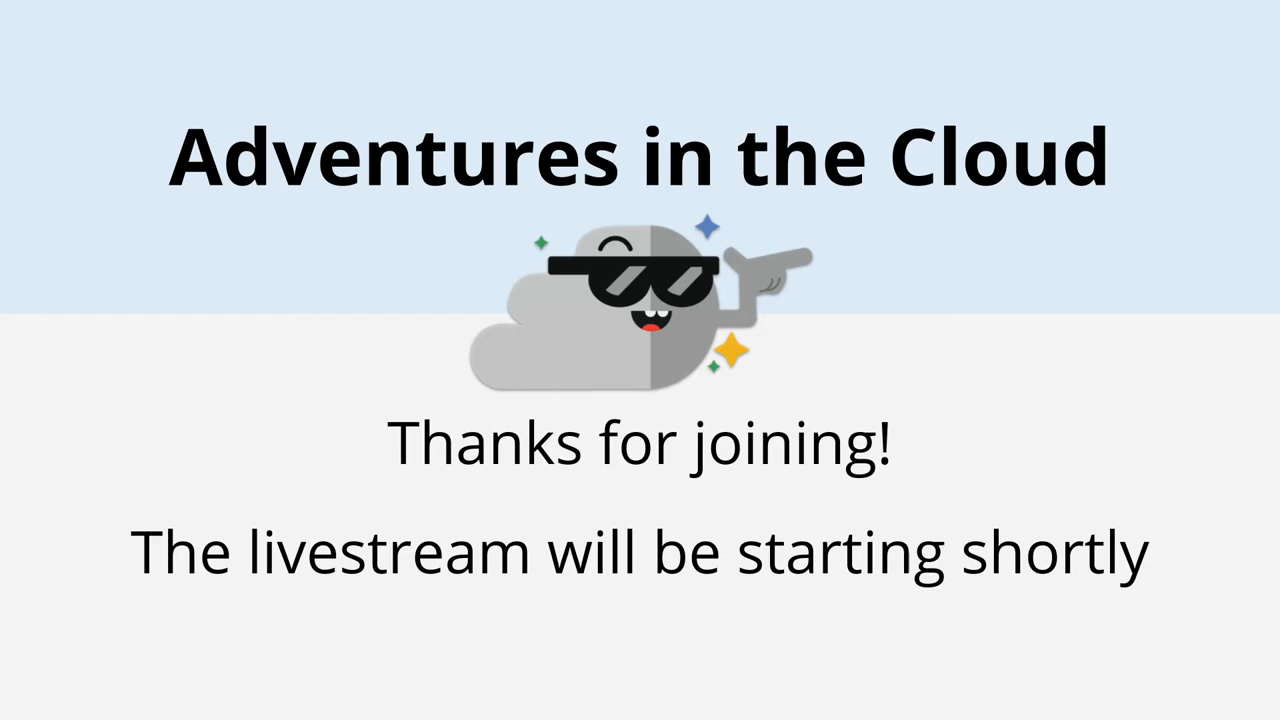 Adventures in the Cloud
Thanks for joining!
The livestream will be starting shortly